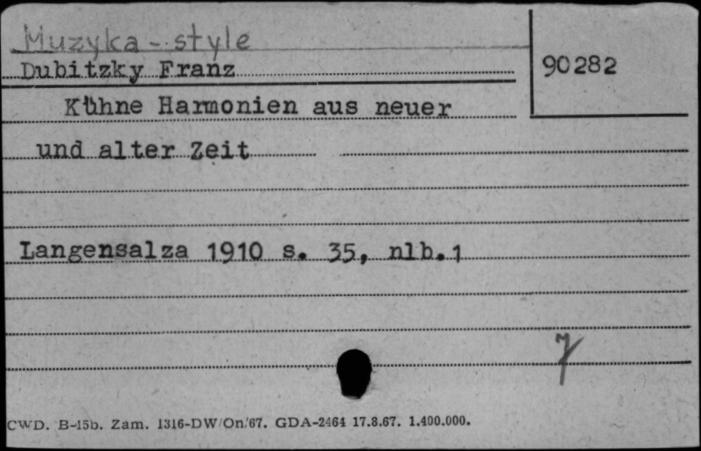 Muzyka - style
Dubitzky Franz
90282
Kühne Harmonien aus neuer
und alter Zeit
Langensalza 1910 s. 35, nlb.1
7
CWD. B-15b. Zam. 1316-DW/On/67. GDA-2464 17.8.67. 1.400.000.